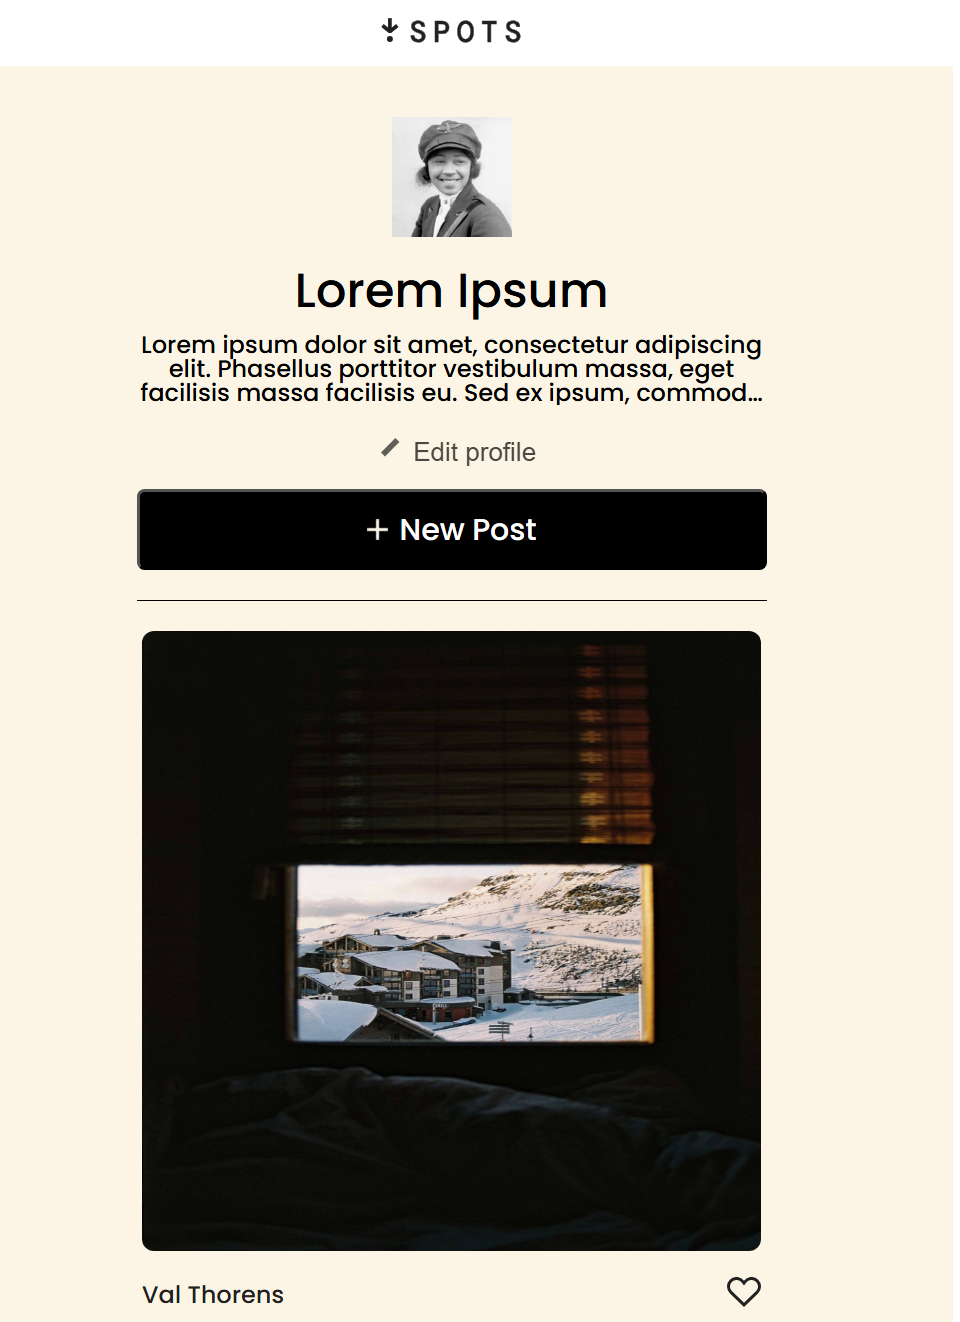 SPOTS
Lorem Ipsum
Lorem ipsum dolor sit amet, consectetur adipiscing
elit. Phasellus porttitor vestibulum massa, eget
facilisis massa facilisis eu. Sed ex ipsum, commod...
Edit profile
+ New Post
Val Thorens